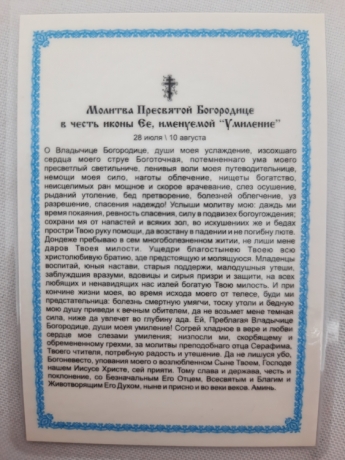 Молитва Пресвятой Богородице
в честь иконы Ее, именуемой "Умиление"
28 июля \ 10 августа
О Владычице Богородице, души моея услаждение, изсохшаго
сердца моего струе Боготочная, потемненнаго ума моего
пресветлый светильниче, ленивыя воли моея путеводительнице,
немощи моея сило, наготы облечение, нищеты богатство,
неисцелимых ран мощное и скорое врачевание, слез осушение,
рыданий утоление, бед претворение, болезней облегчение, уз
разрешение, спасения надеждо! Услыши молитву мою: даждь ми
время покаяния, ревность спасения, силу в подвизех богоугождения;
сохрани мя от напастей и всяких зол, во искушениих же и бедах
простри Твою руку помощи, да возстану в падении и не погибну люте.
Дондеже пребываю в сем многоболезненном житии, не лиши мене
даров Твоея милости. Ущедри благостынею Твоею всю
христолюбивую братию, зде предстоящую и молящуюся. Младенцы
воспитай, юныя настави, старыя поддержи, малодушныя утеши,
заблуждшия вразуми, вдовицы и сирыя призри и защити, на всех
любящих и ненавидящих нас излей богатую Твою милость. И при
кончине жизни моея, во время исхода моего от телесе, буди ми
предстательница: болезнь смертную умягчи, тоску утоли и бедную
мою душу приведи к вечным обителем, да не возьмет мене темная
сила, ниже да увлечет во глубину ада. Ей, Преблагая Владычице
Богородице, души моея умиление! Согрей хладное в вере и любви
сердце мое слезами умиления; низпосли ми, скорбящему и
обремененному грехми, за молитвы преподобнаго отца Серафима,
Твоего чтителя, потребную радость и утешение. Да не лишуся убо,
Богоневесто, упования моего о возлюбленном Сыне Твоем, Господе
нашем Иисусе Христе, сей прияти. Тому слава и держава, честь и
поклонение, со Безначальным Его Отцем, Всесвятым и Благим и
Животворящим Его Духом, ныне и присно и во веки веков. Аминь.